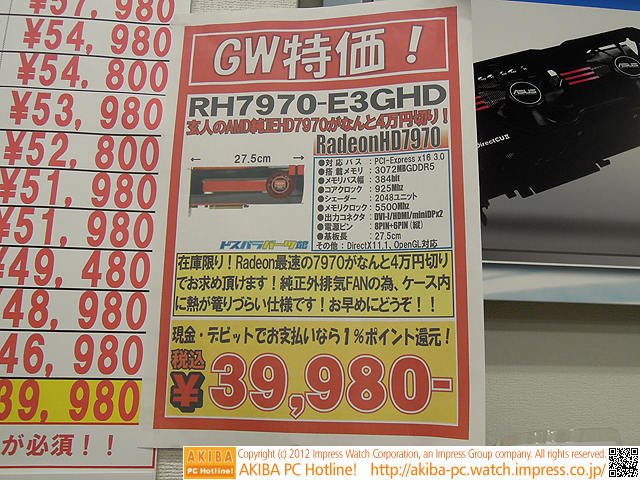 ¥57,980
¥54,980
¥54,800
¥53,980
¥52,800
¥51,980
¥51,980
¥49,480
¥48,980
46,980
39,980
が必須！！
GW特価！
RH7970-E3GHD
玄人のAMD純正HD7970がなんと4万円切り！
RadeonHD7970
27.5cm
●対応バス：PCI-Express x16 3.0
●搭載メモリ：3072MBGDDR5
●メモリバス幅：384bit
●コアクロック：925Mhz
●シェーダー：2048ユニット
●メモリクロック：5500Mhz
●出力コネクタ：DVI-I/HDMI/miniDPx2
●電源ピン：8PIN+6PIN（縦）
●基板長：27.5cm
その他：DirectX11.1、OpenGL対応
ドスパラパーツ館
在庫限り！Radeon最速の7970がなんと4万円切り
でお求め頂けます！純正外排気FANの為、ケース内
に熱が篭りづらい仕様です！お早めにどうぞ！！
現金・デビットでお支払いなら1％ポイント還元！
税込
¥39,980-
ASUS
ASUS
DirectCU II
AKIBA
PC Hotline!
Copyright (c) 2012 Impress Watch Corporation, an Impress Group company. All rights reserved.
AKIBA PC Hotline! http://akiba-pc.watch.impress.co.jp/